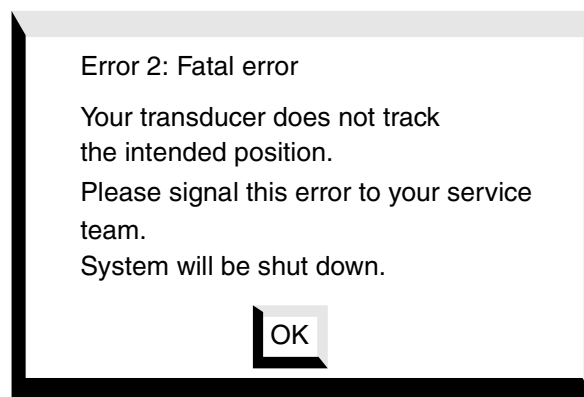 Error 2: Fatal error
Your transducer does not track
the intended position.
Please signal this error to your service
team.
System will be shut down.
OK